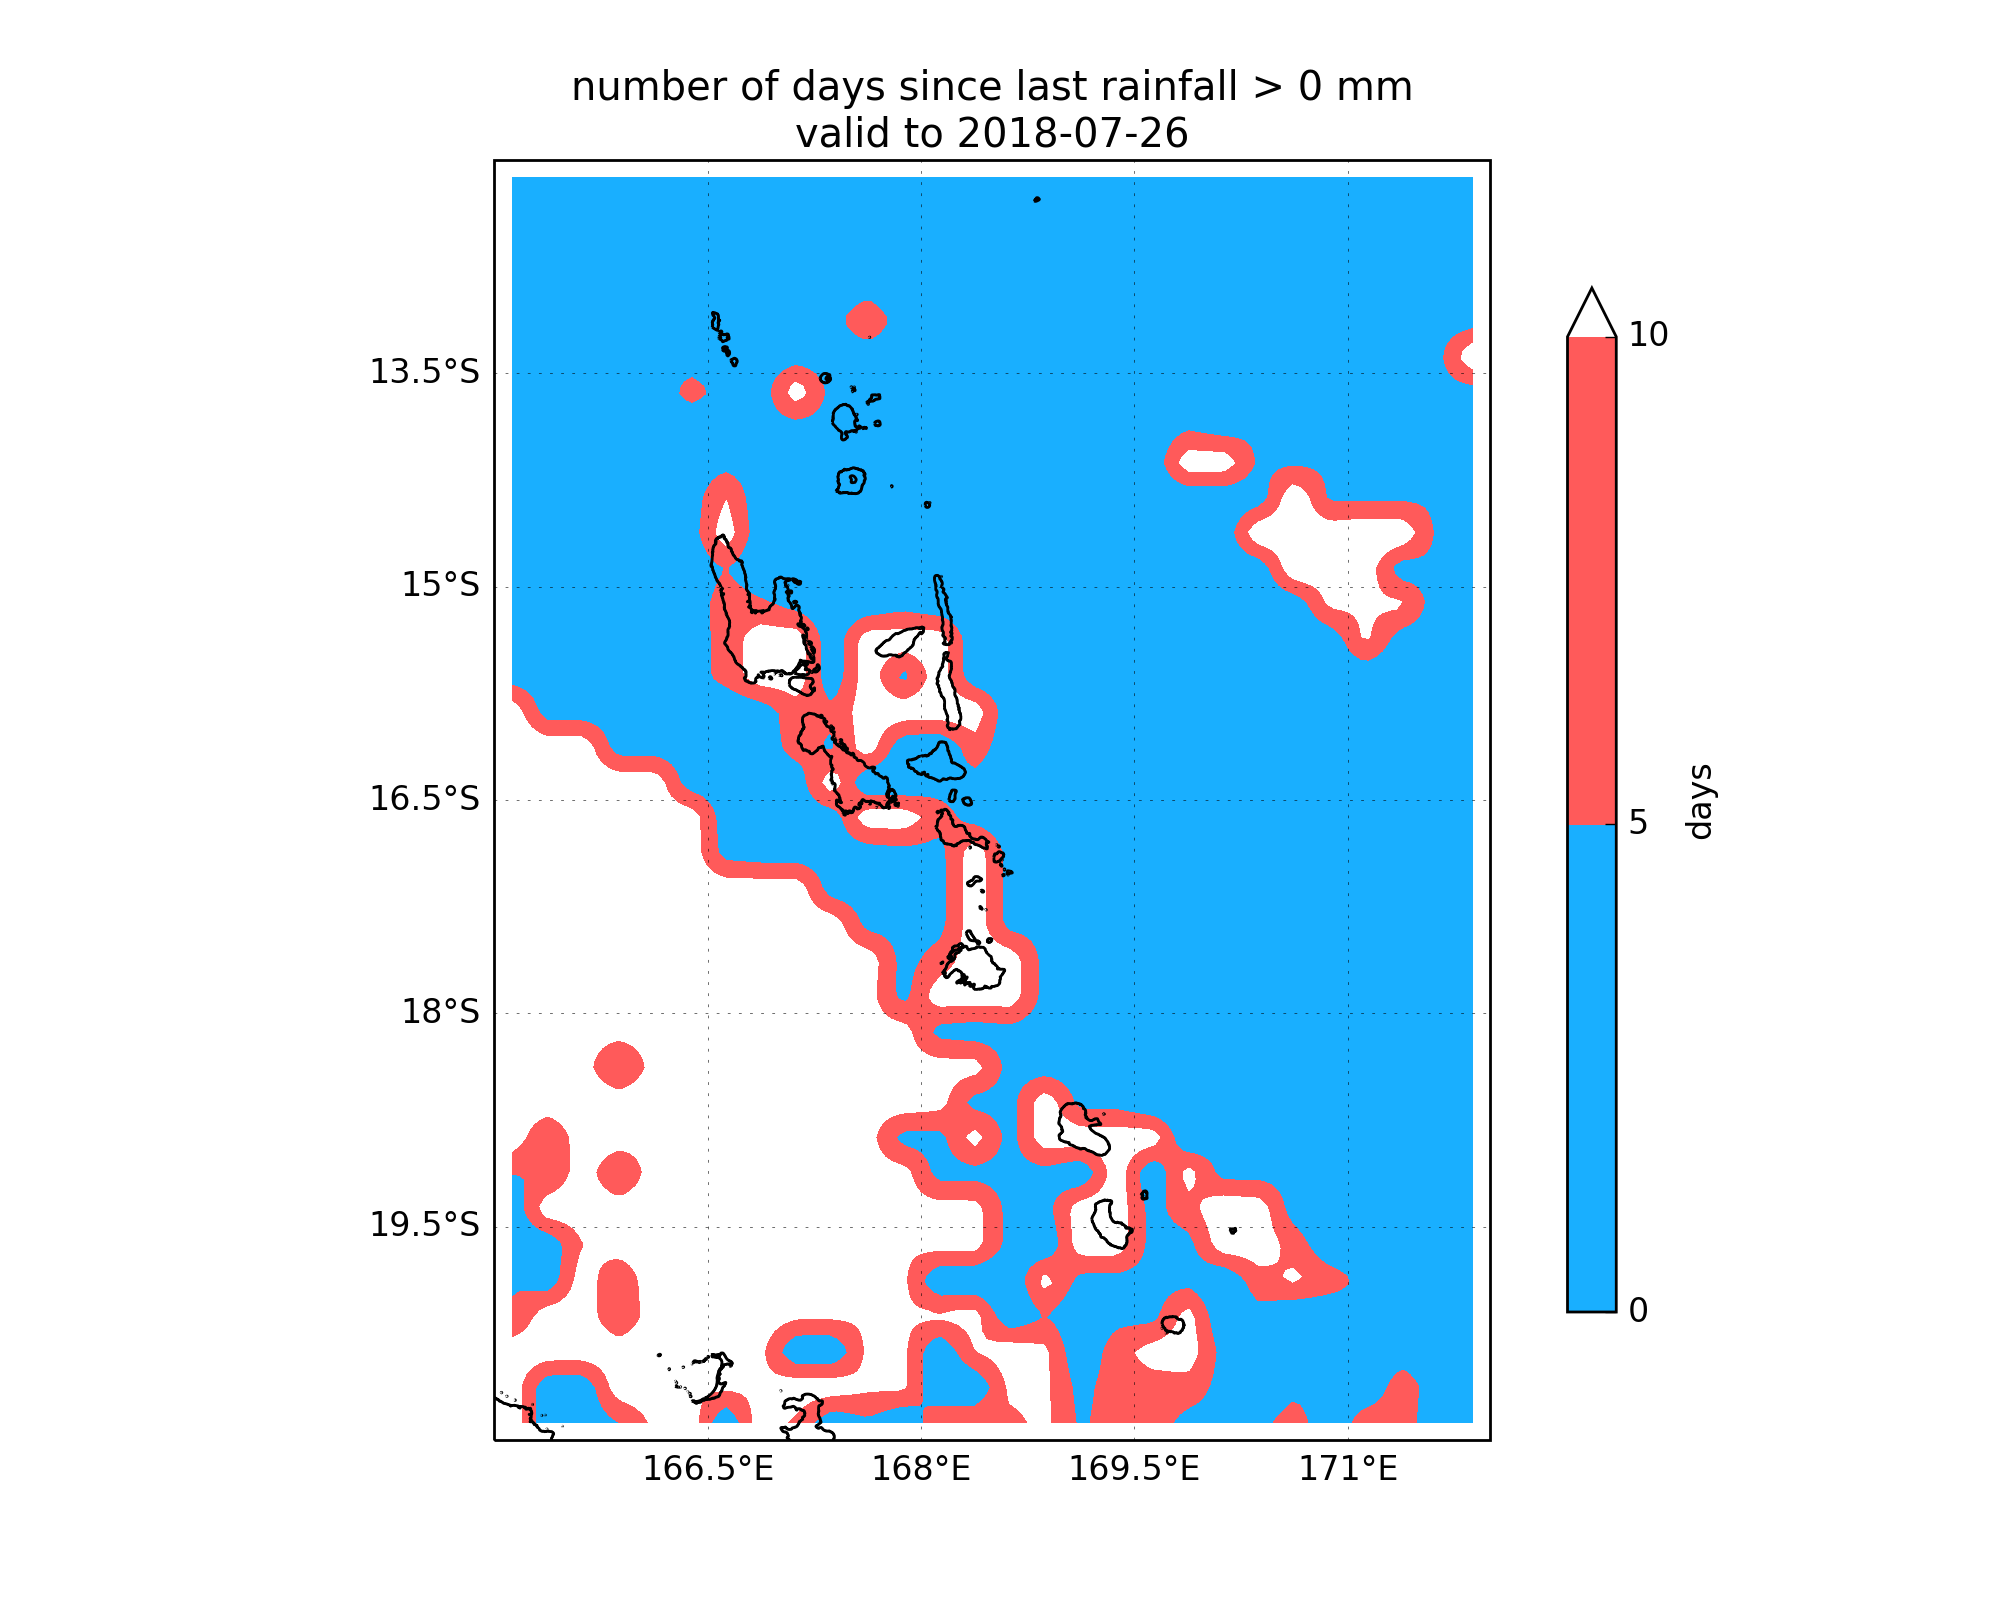 number of days since last rainfall > 0 mm
valid to 2018-07-26
13.5°S
15°S
16.5°S
18°S
19.5°S
166.5°E
168°E
169.5°E
171°E
10
5
0
days